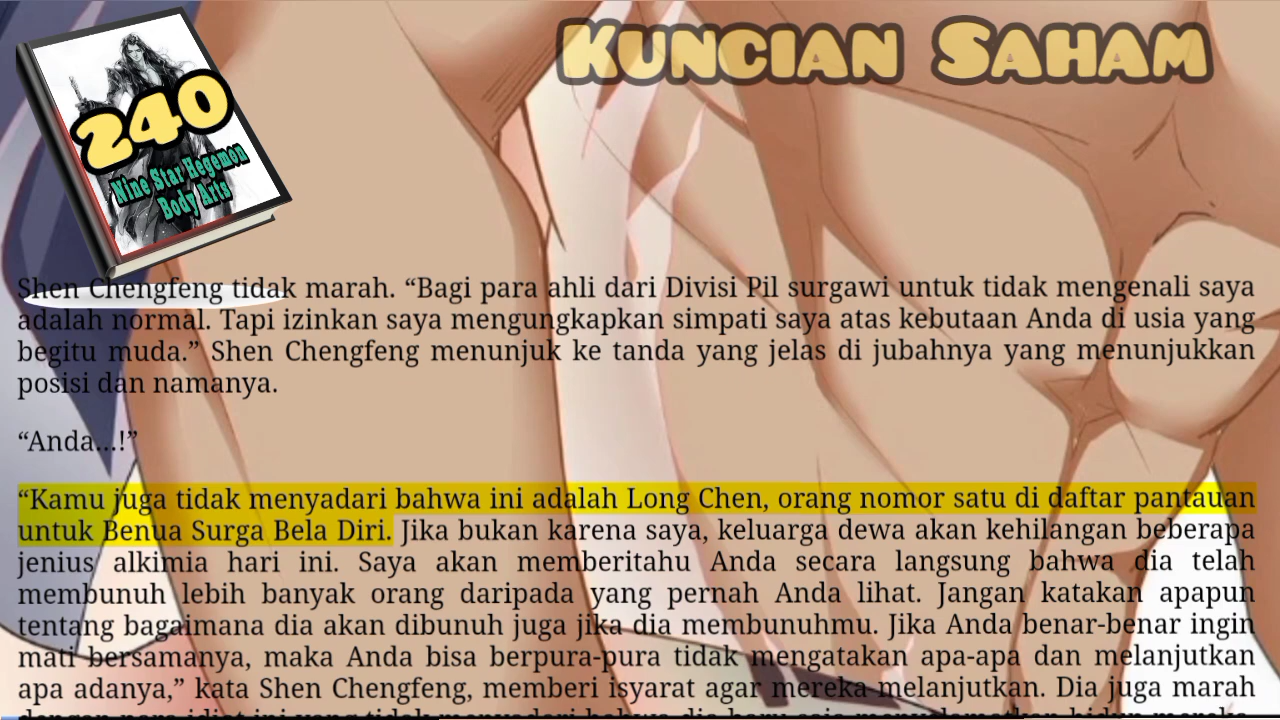 Kuncian Saham
240
Nine Star Hegemon
Body Arts
Shen Chengfeng tidak marah. “Bagi para ahli dari Divisi Pil surgawi untuk tidak mengenali saya
adalah normal. Tapi izinkan saya mengungkapkan simpati saya atas kebutaan Anda di usia yang
begitu muda.” Shen Chengfeng menunjuk ke tanda yang jelas di jubahnya yang menunjukkan
posisi dan namanya.
“Anda...!”
“Kamu juga tidak menyadari bahwa ini adalah Long Chen, orang nomor satu di daftar pantauan
untuk Benua Surga Bela Diri. Jika bukan karena saya, keluarga dewa akan kehilangan beberapa
jenius alkimia hari ini. Saya akan memberitahu Anda secara langsung bahwa dia telah
membunuh lebih banyak orang daripada yang pernah Anda lihat. Jangan katakan apapun
tentang bagaimana dia akan dibunuh juga jika dia membunuhmu. Jika Anda benar-benar ingin
mati bersamanya, maka Anda bisa berpura-pura tidak mengatakan apa-apa dan melanjutkan
apa adanya,” kata Shen Chengfeng, memberi isyarat agar mereka melanjutkan. Dia juga marah